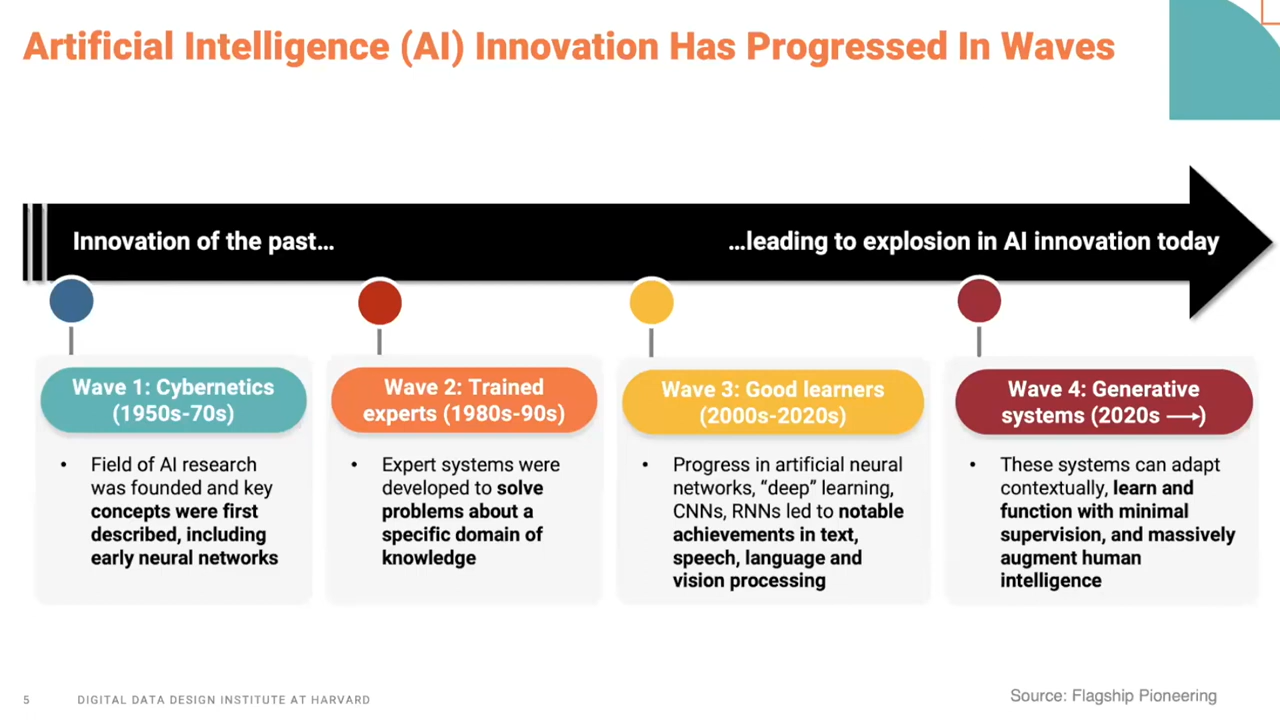 Artificial Intelligence (AI) Innovation Has Progressed In Waves
Innovation of the past…
…leading to explosion in AI innovation today
Wave 1: Cybernetics
(1950s-70s)
• Field of AI research
was founded and key
concepts were first
described, including
early neural networks
Wave 2: Trained
experts (1980s-90s)
• Expert systems were
developed to solve
problems about a
specific domain of
knowledge
Wave 3: Good learners
(2000s-2020s)
• Progress in artificial neural
networks, “deep” learning,
CNNs, RNNs led to notable
achievements in text,
speech, language and
vision processing
Wave 4: Generative
systems (2020s ⟶)
• These systems can adapt
contextually, learn and
function with minimal
supervision, and massively
augment human
intelligence
5 DIGITAL DATA DESIGN INSTITUTE AT HARVARD
Source: Flagship Pioneering